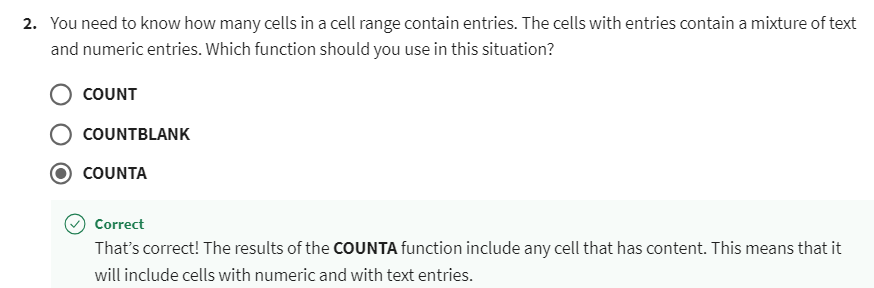 2. You need to know how many cells in a cell range contain entries. The cells with entries contain a mixture of text
and numeric entries. Which function should you use in this situation?
COUNT
COUNTBLANK
COUNTA
Correct
That’s correct! The results of the COUNTA function include any cell that has content. This means that it
will include cells with numeric and with text entries.